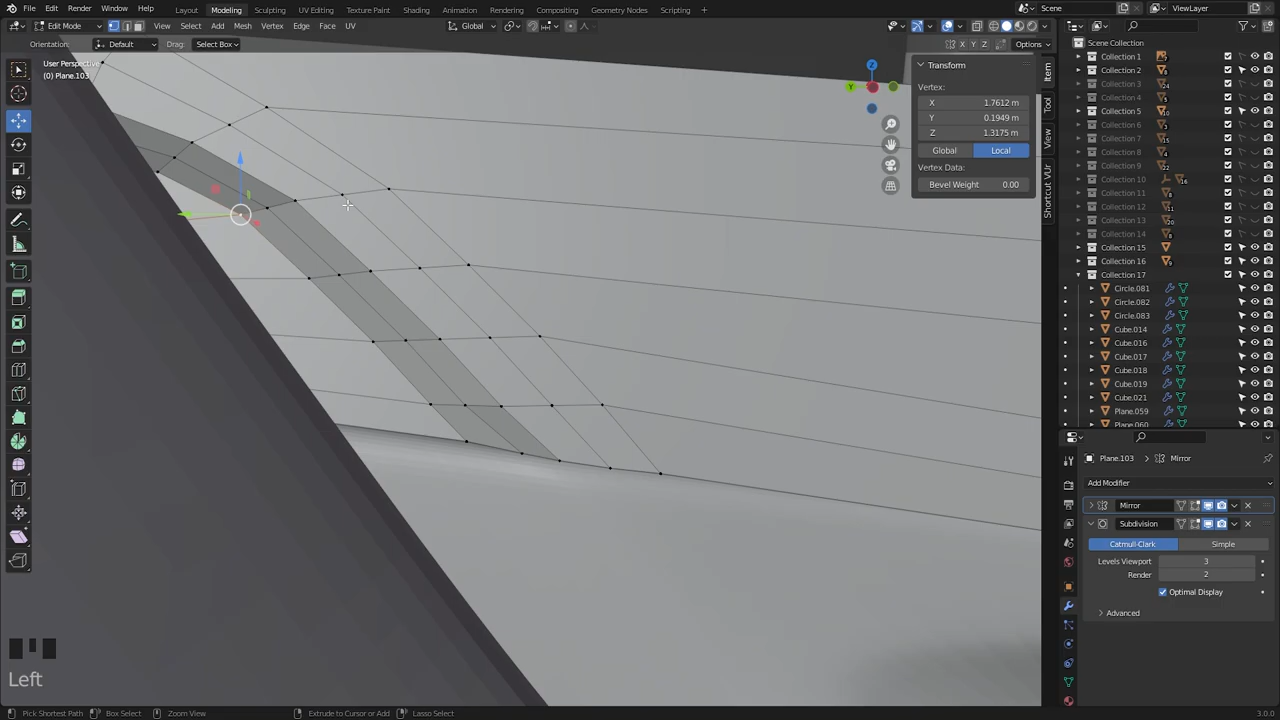 File Edit Render Window Help Layout Modeling Sculpting UV Editing Texture Paint Shading Animation Rendering Compositing Geometry Nodes Scripting Scene ViewLayer
Edit Mode View Select Add Mesh Vertex Edge Face UV Global
Orientation: Default Drag: Select Box X Y Z Options
User Perspective
(0) Plane.103
Z
Y
Transform
Vertex:
X 1.7612 m
Y 0.1949 m
Z 1.3175 m
Global Local
Vertex Data:
Bevel Weight 0.00
Item
Tool
View
Shortcut VUr
Scene Collection
Collection 1
Collection 2
Collection 3
Collection 4
Collection 5
Collection 6
Collection 7
Collection 8
Collection 9
Collection 10
Collection 11
Collection 12
Collection 13
Collection 14
Collection 15
Collection 16
Collection 17
Circle.081
Circle.082
Circle.083
Cube.014
Cube.016
Cube.017
Cube.018
Cube.019
Cube.021
Plane.059
Plane.060
Plane.103 Mirror
Add Modifier
Mirror
Subdivision
Catmull-Clark Simple
Levels Viewport 3
Render 2
Optimal Display
Advanced
Left
Pick Shortest Path Box Select Zoom View Extrude to Cursor or Add Lasso Select 3.0.0